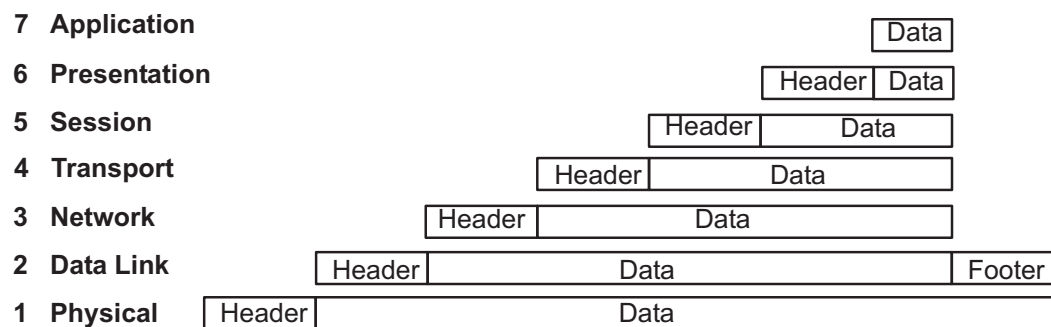 7 Application Data
6 Presentation Header Data
5 Session Header Data
4 Transport Header Data
3 Network Header Data
2 Data Link Header Data Footer
1 Physical Header Data